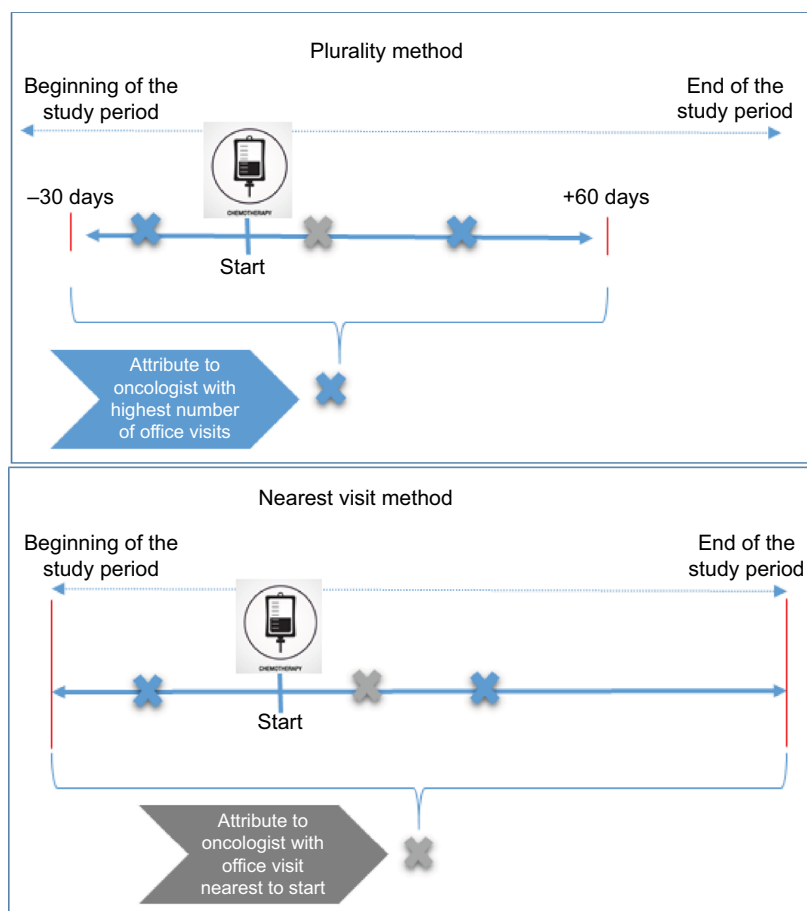 Plurality method
Beginning of the
study period
End of the
study period
–30 days
CHEMOTHERAPY
+60 days
Start
Attribute to
oncologist with
highest number
of office visits
Nearest visit method
Beginning of the
study period
End of the
study period
CHEMOTHERAPY
Start
Attribute to
oncologist with
office visit
nearest to start